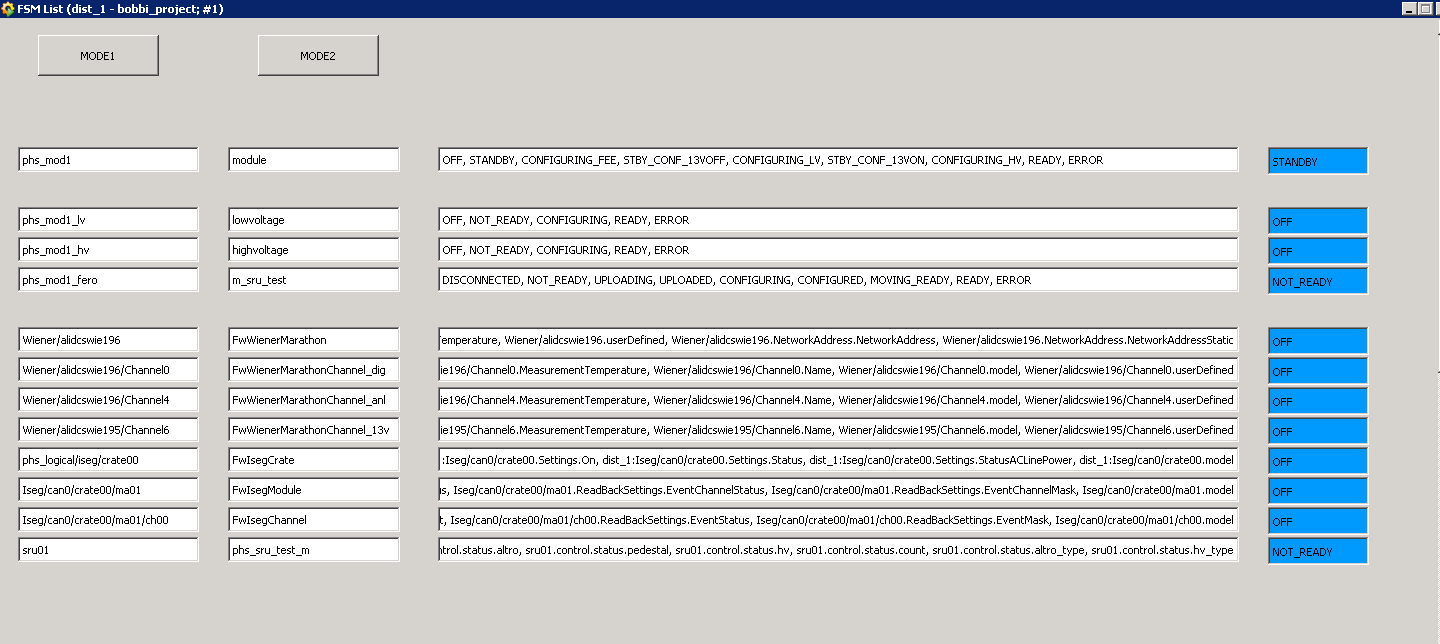 FSM List (dist_1 - bobbi_project; #1)
MODE1 MODE2
phs_mod1 module OFF, STANDBY, CONFIGURING_FEE, STBY_CONF_13VOFF, CONFIGURING_LV, STBY_CONF_13VON, CONFIGURING_HV, READY, ERROR STANDBY
phs_mod1_lv lowvoltage OFF, NOT_READY, CONFIGURING, READY, ERROR OFF
phs_mod1_hv highvoltage OFF, NOT_READY, CONFIGURING, READY, ERROR OFF
phs_mod1_fero m_sru_test DISCONNECTED, NOT_READY, UPLOADING, UPLOADED, CONFIGURING, CONFIGURED, MOVING_READY, READY, ERROR NOT_READY
Wiener/alidcswie196 FwWienerMarathon emperature, Wiener/alidcswie196.userDefined, Wiener/alidcswie196.NetworkAddress.NetworkAddress, Wiener/alidcswie196.NetworkAddress.NetworkAddressStatic OFF
Wiener/alidcswie196/Channel0 FwWienerMarathonChannel_dig ie196/Channel0.MeasurementTemperature, Wiener/alidcswie196/Channel0.Name, Wiener/alidcswie196/Channel0.model, Wiener/alidcswie196/Channel0.userDefined OFF
Wiener/alidcswie196/Channel4 FwWienerMarathonChannel_anl ie196/Channel4.MeasurementTemperature, Wiener/alidcswie196/Channel4.Name, Wiener/alidcswie196/Channel4.model, Wiener/alidcswie196/Channel4.userDefined OFF
Wiener/alidcswie195/Channel6 FwWienerMarathonChannel_13v ie195/Channel6.MeasurementTemperature, Wiener/alidcswie195/Channel6.Name, Wiener/alidcswie195/Channel6.model, Wiener/alidcswie195/Channel6.userDefined OFF
phs_logical/iseg/crate00 FwIsegCrate :Iseg/can0/crate00.Settings.On, dist_1:Iseg/can0/crate00.Settings.Status, dist_1:Iseg/can0/crate00.Settings.StatusACLinePower, dist_1:Iseg/can0/crate00.model OFF
Iseg/can0/crate00/ma01 FwIsegModule s, Iseg/can0/crate00/ma01.ReadBackSettings.EventChannelStatus, Iseg/can0/crate00/ma01.ReadBackSettings.EventChannelMask, Iseg/can0/crate00/ma01.model OFF
Iseg/can0/crate00/ma01/ch00 FwIsegChannel t, Iseg/can0/crate00/ma01/ch00.ReadBackSettings.EventStatus, Iseg/can0/crate00/ma01/ch00.ReadBackSettings.EventMask, Iseg/can0/crate00/ma01/ch00.model OFF
sru01 phs_sru_test_m ntrol.status.altro, sru01.control.status.pedestal, sru01.control.status.hv, sru01.control.status.count, sru01.control.status.altro_type, sru01.control.status.hv_type NOT_READY